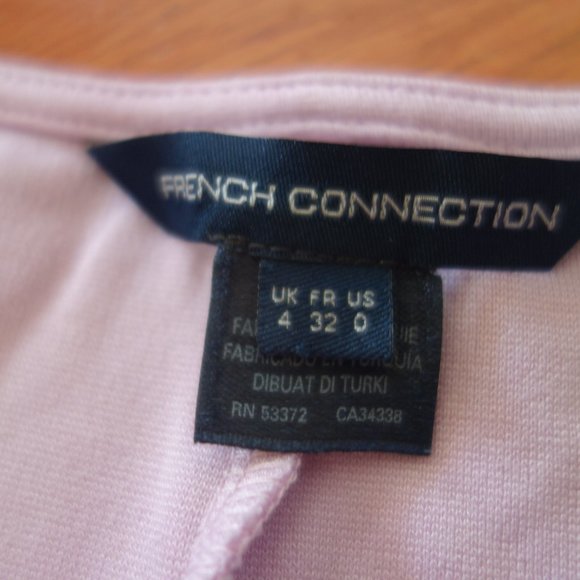 FRENCH CONNECTION
UK FR US
4 32 0
FABRICADO EN TURQUIA
DIBUAT DI TURKI
RN 53372 CA34338